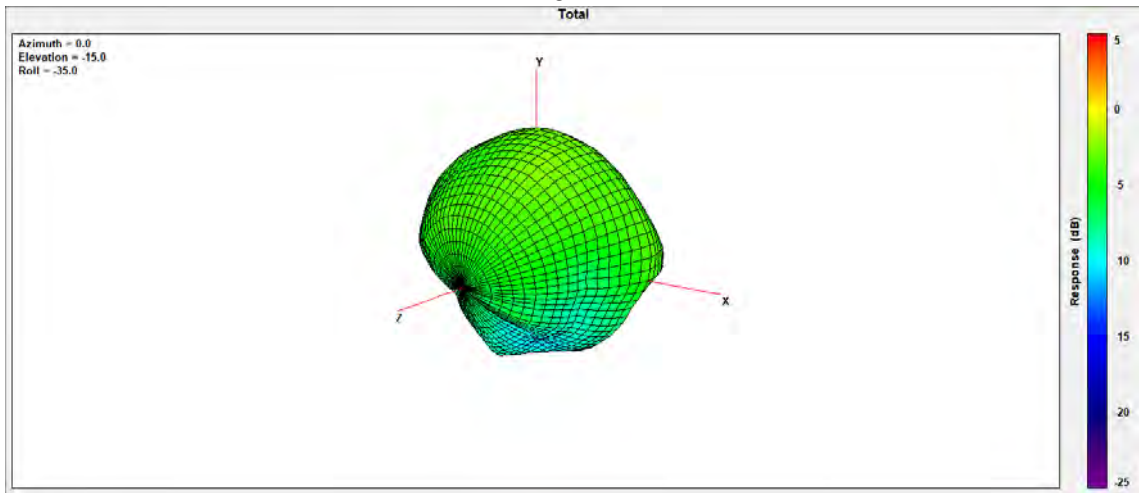 Total
Azimuth = 0.0
Elevation = -15.0
Roll = -35.0
Y
X
Z
5
0
-5
-10
-15
-20
-25
Response (dB)